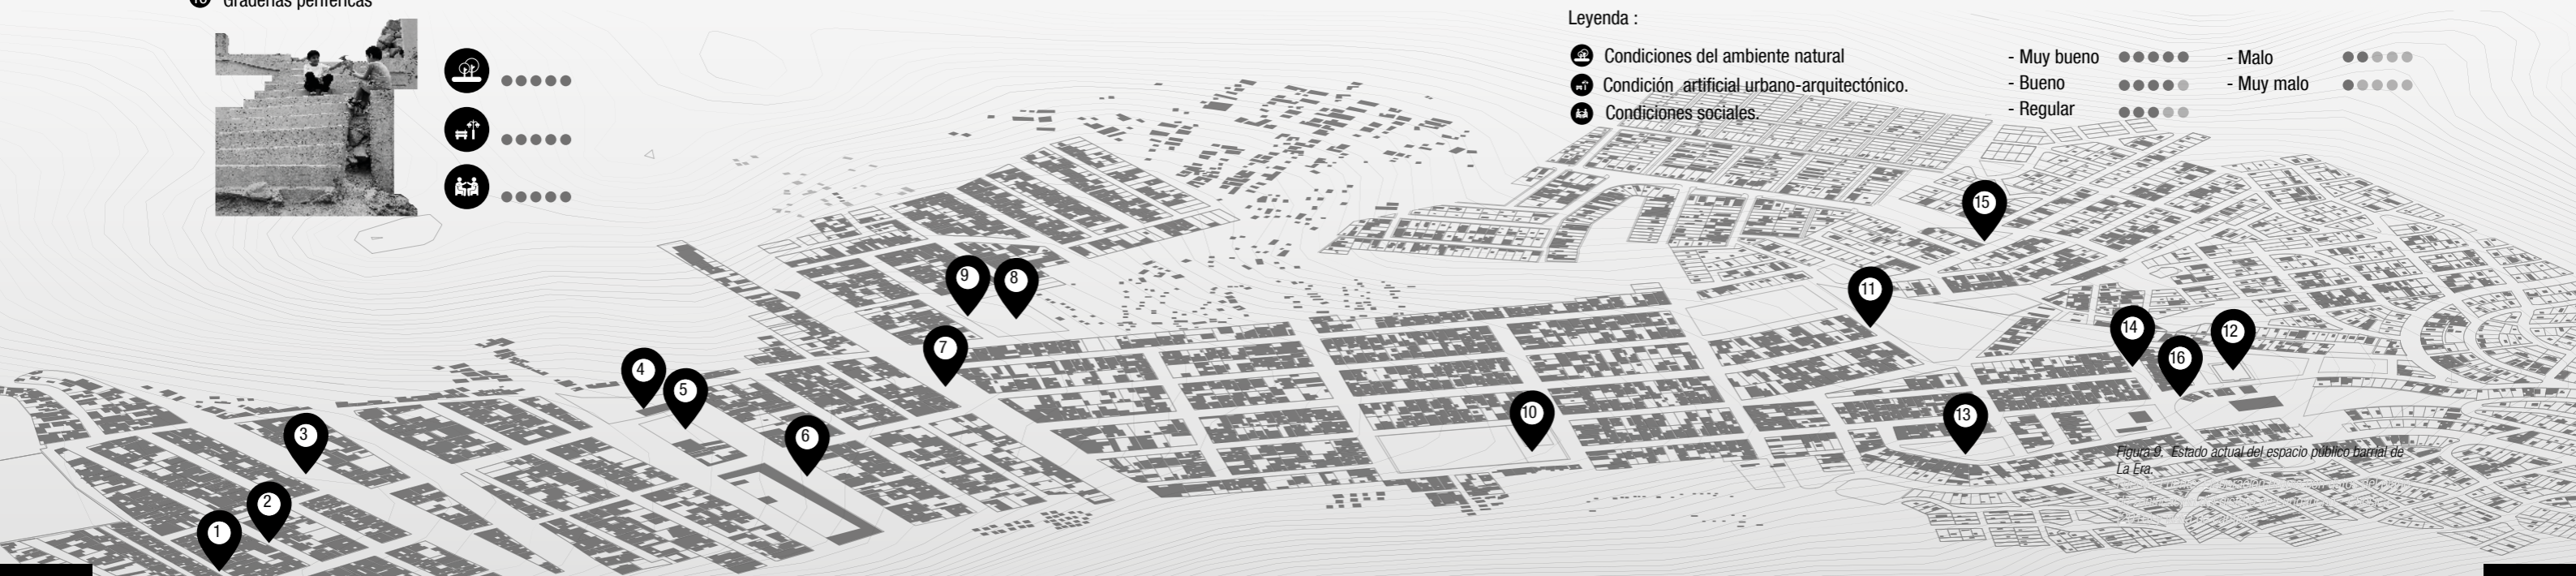 Graderías periféricas
Leyenda :
Condiciones del ambiente natural
Condición artificial urbano-arquitectónico.
Condiciones sociales.
- Muy bueno
- Bueno
- Regular
- Malo
- Muy malo
15
9
8
11
7
14
12
16
4
5
10
13
6
3
2
1
Figura 9. Estado actual del espacio público barrial de
La Era.